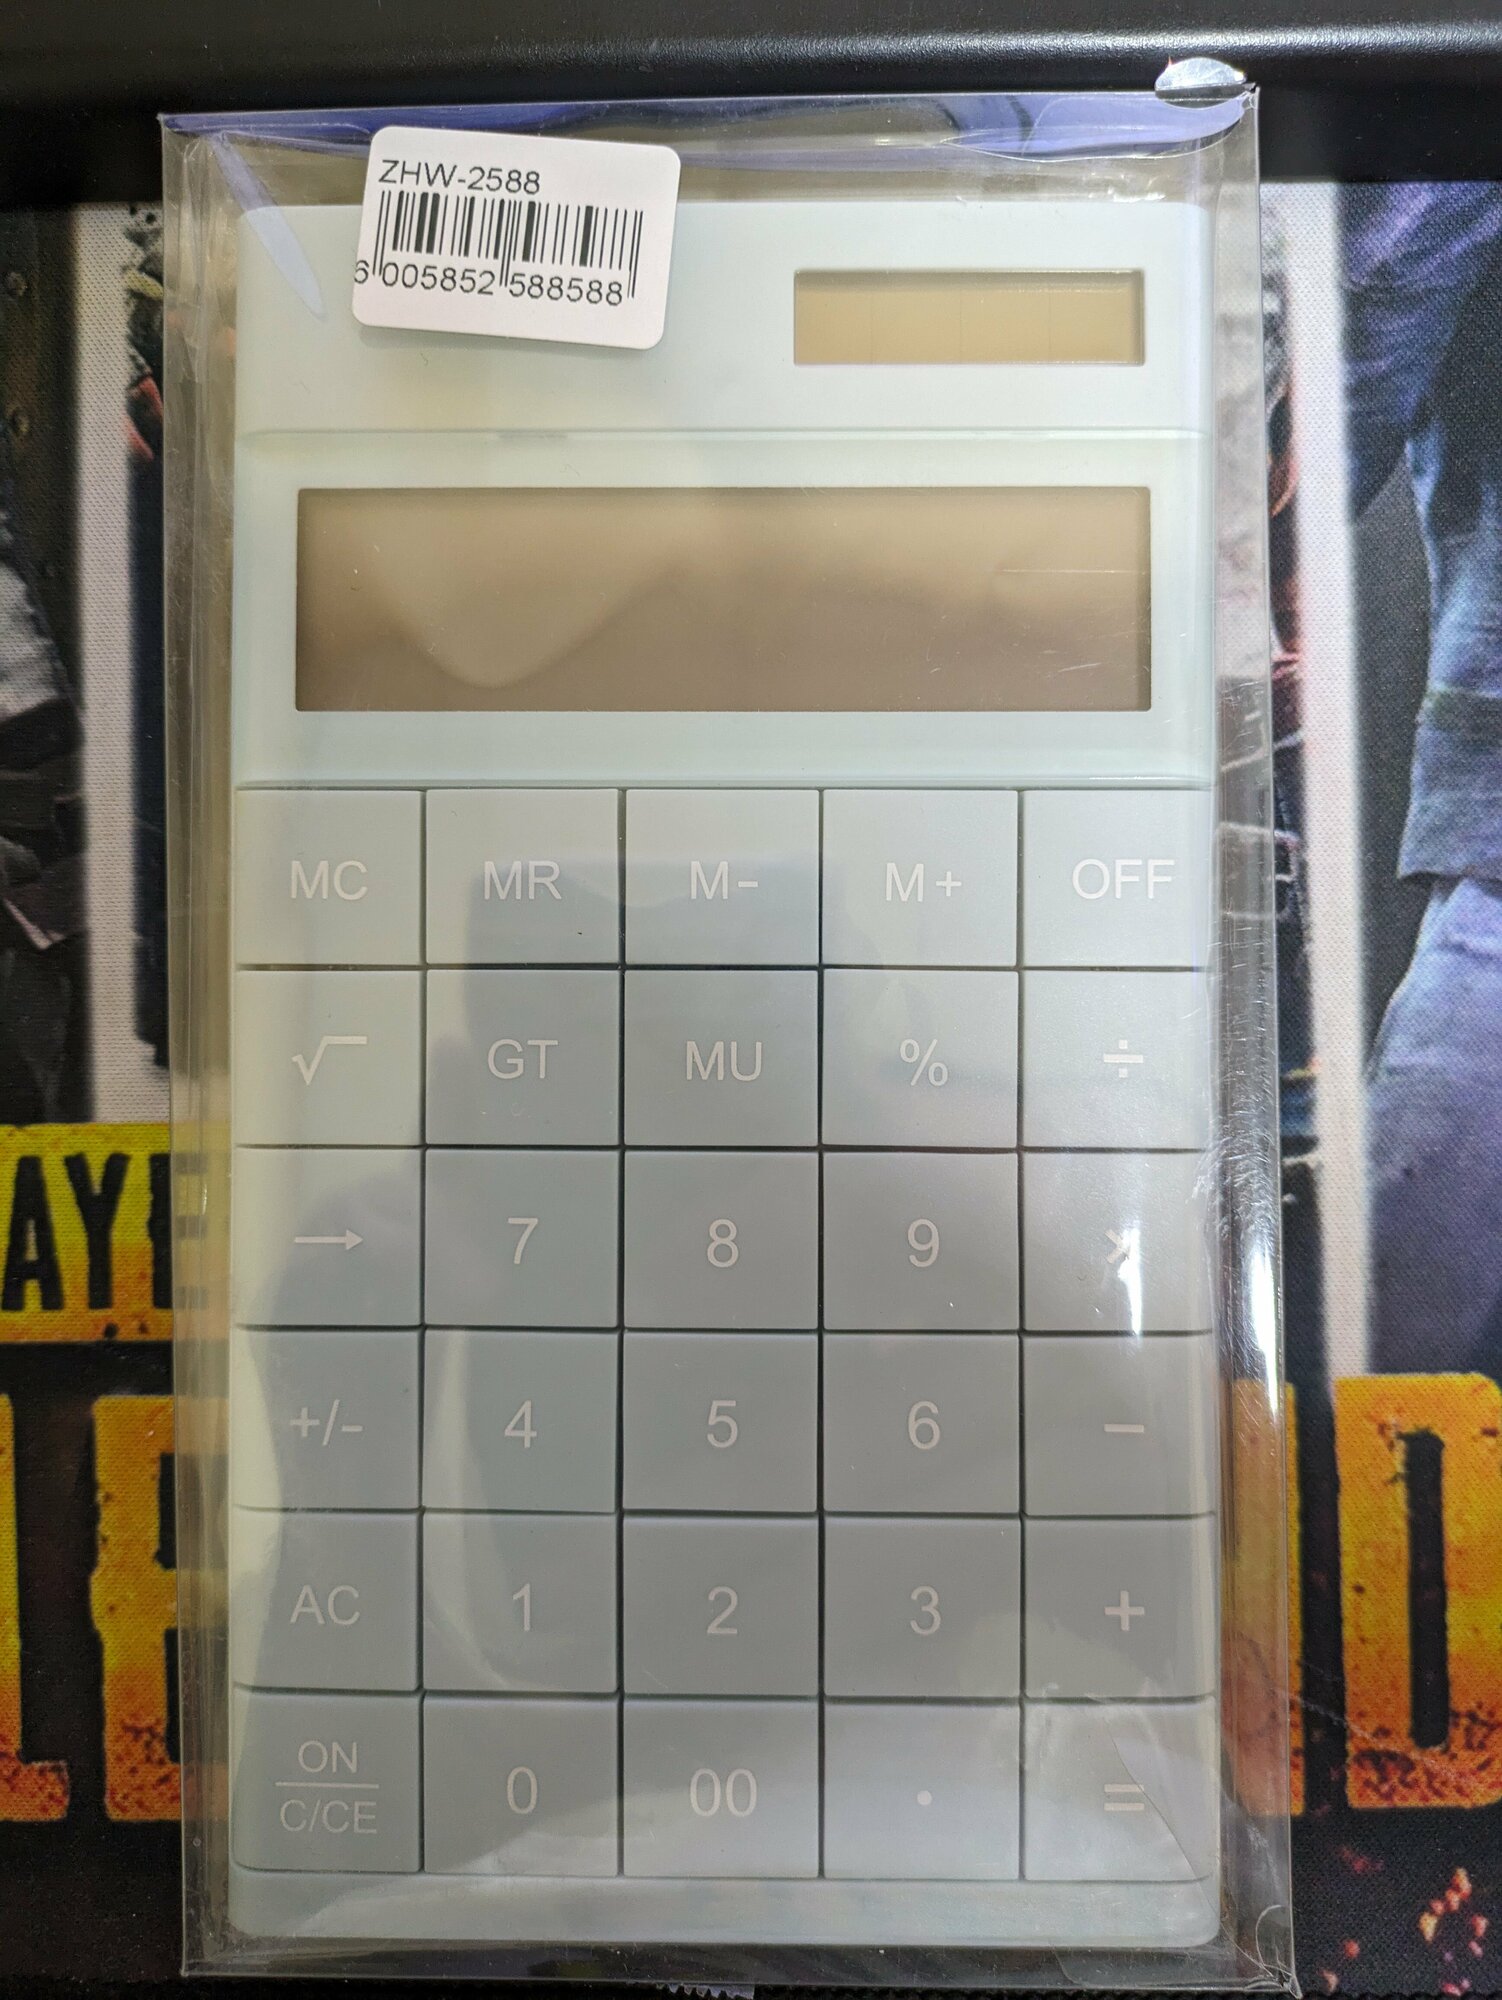 ZHW-2588
6 005852 588588
MC MR M- M+ OFF
√ GT MU % ÷
→ 7 8 9 ×
+/- 4 5 6 −
AC 1 2 3 +
ON
C/CE 0 00 . =